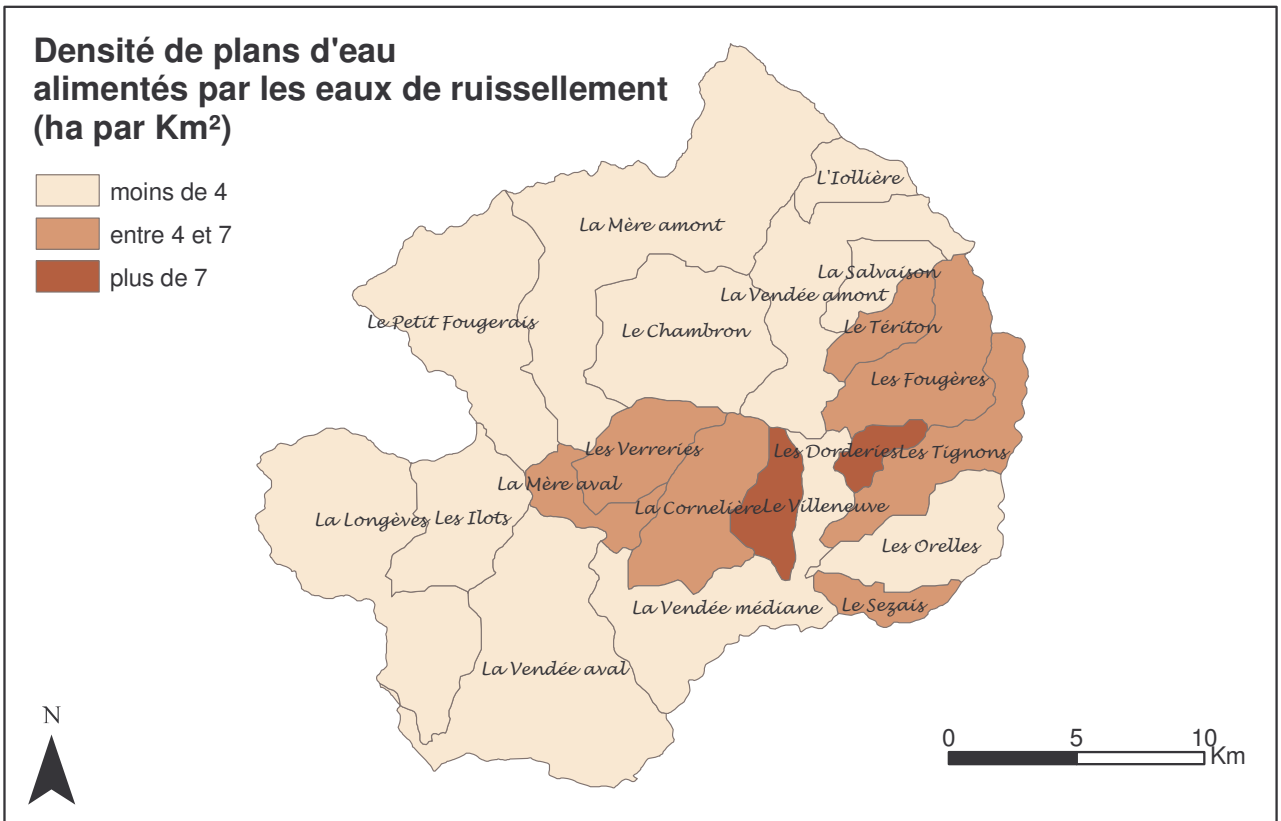 Densité de plans d'eau
alimentés par les eaux de ruissellement
(ha par Km²)
moins de 4
entre 4 et 7
plus de 7
L'Iollière
La Mère amont
La Salvaison
La Vendée amont
Le Petit Fougerais
Le Chambron
Le Tériton
Les Fougères
Les Verreries
Les Dorderies
Les Tignons
La Mère aval
La Cornelière
Le Villeneuve
La Longèves
Les Ilots
Les Orelles
La Vendée médiane
Le Sezais
La Vendée aval
N
0 5 10
Km